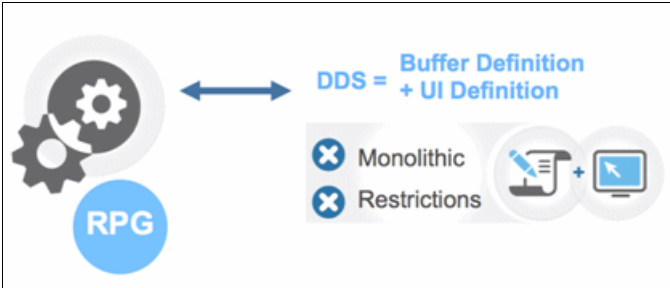 DDS = Buffer Definition
+ UI Definition
Monolithic
Restrictions
+
RPG